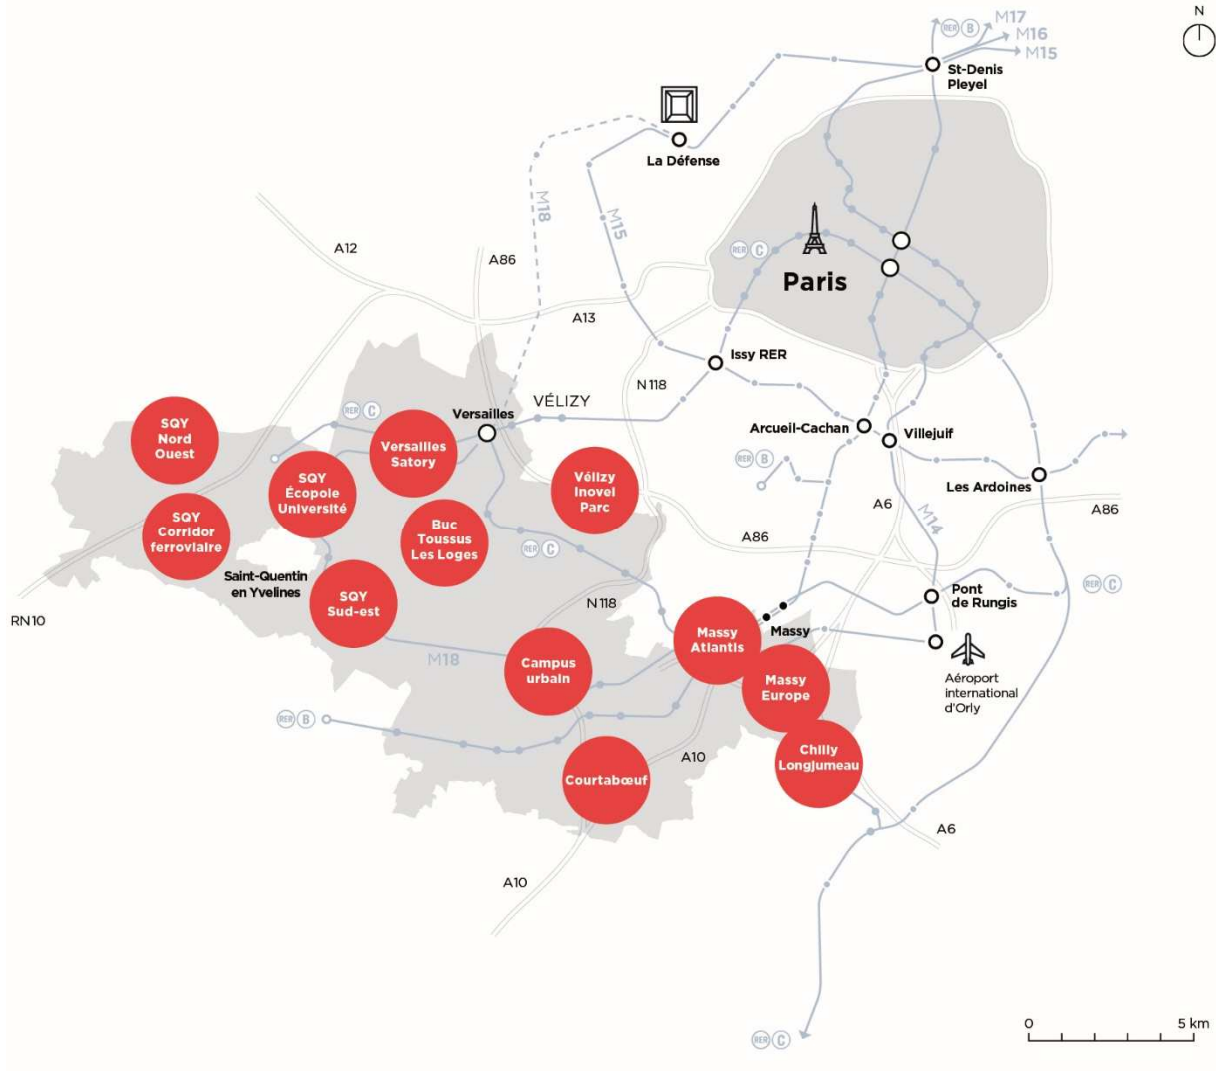 N
M17
RER B
M16
M15
St-Denis
Pleyel
La Défense
M18
M15
A12
A86
RER C
Paris
A13
Issy RER
N 118
VÉLIZY
Versailles
RER C
Arcueil-Cachan
Villejuif
SQY
Nord
Ouest
Versailles
Satory
RER B
Les Ardoines
SQY
Écopole
Université
Vélizy
Inovel
Parc
A6
A86
M14
SQY
Corridor
ferroviaire
Buc
Toussus
Les Loges
RER C
A86
Saint-Quentin
en Yvelines
RER C
Pont
de Rungis
SQY
Sud-est
N118
RN10
Massy
Massy
Atlantis
M18
Campus
urbain
Massy
Europe
Aéroport
international
d'Orly
RER B
Chilly
Longjumeau
A10
Courtabœuf
A6
A10
0
5 km
RER C